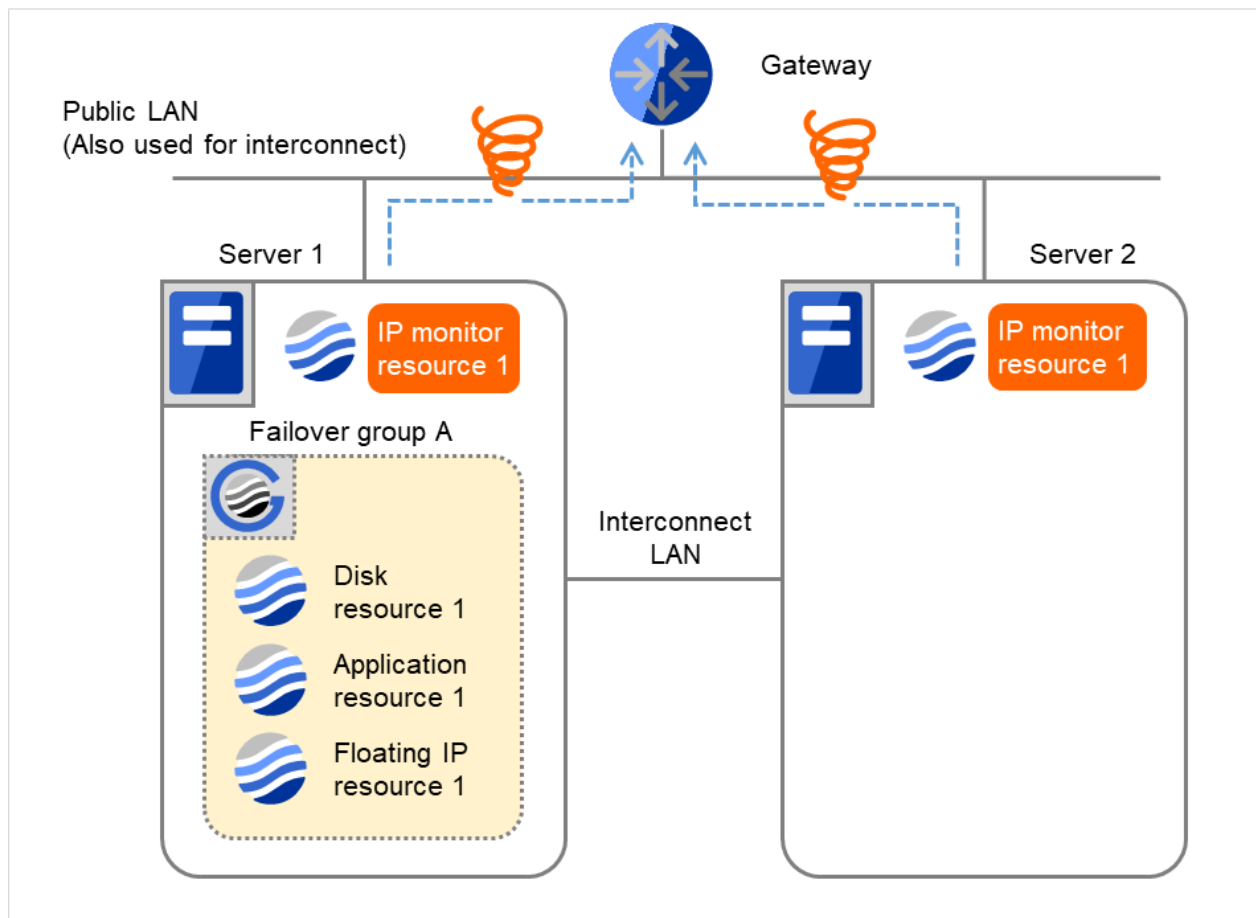 Gateway
Public LAN
(Also used for interconnect)
Server 1
Server 2
IP monitor
resource 1
IP monitor
resource 1
Failover group A
Interconnect
LAN
Disk
resource 1
Application
resource 1
Floating IP
resource 1